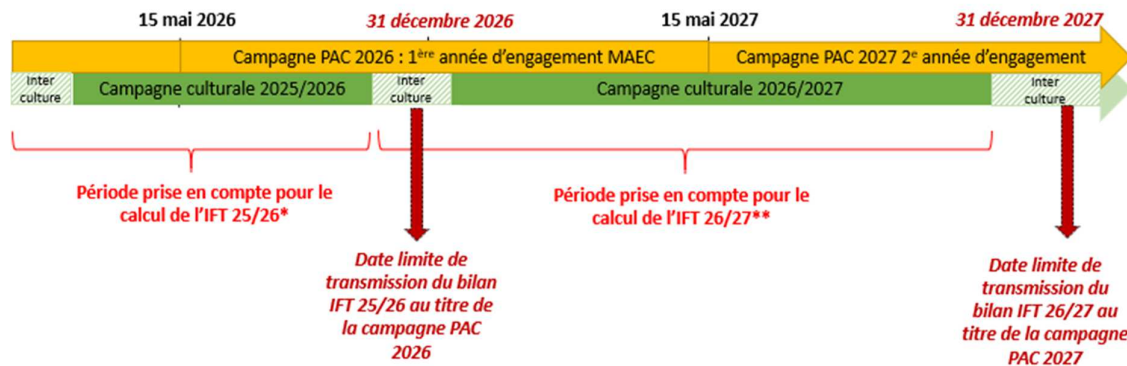 15 mai 2026
31 décembre 2026
15 mai 2027
31 décembre 2027
Campagne PAC 2026 : 1ère année d'engagement MAEC
Campagne PAC 2027 2e année d'engagement
Inter
culture
Campagne culturale 2025/2026
Inter
culture
Campagne culturale 2026/2027
Inter
culture
Période prise en compte pour le
calcul de l'IFT 25/26*
Période prise en compte pour le
calcul de l'IFT 26/27**
Date limite de
transmission du bilan
IFT 25/26 au titre de
la campagne PAC
2026
Date limite de
transmission du
bilan IFT 26/27 au
titre de la campagne
PAC 2027